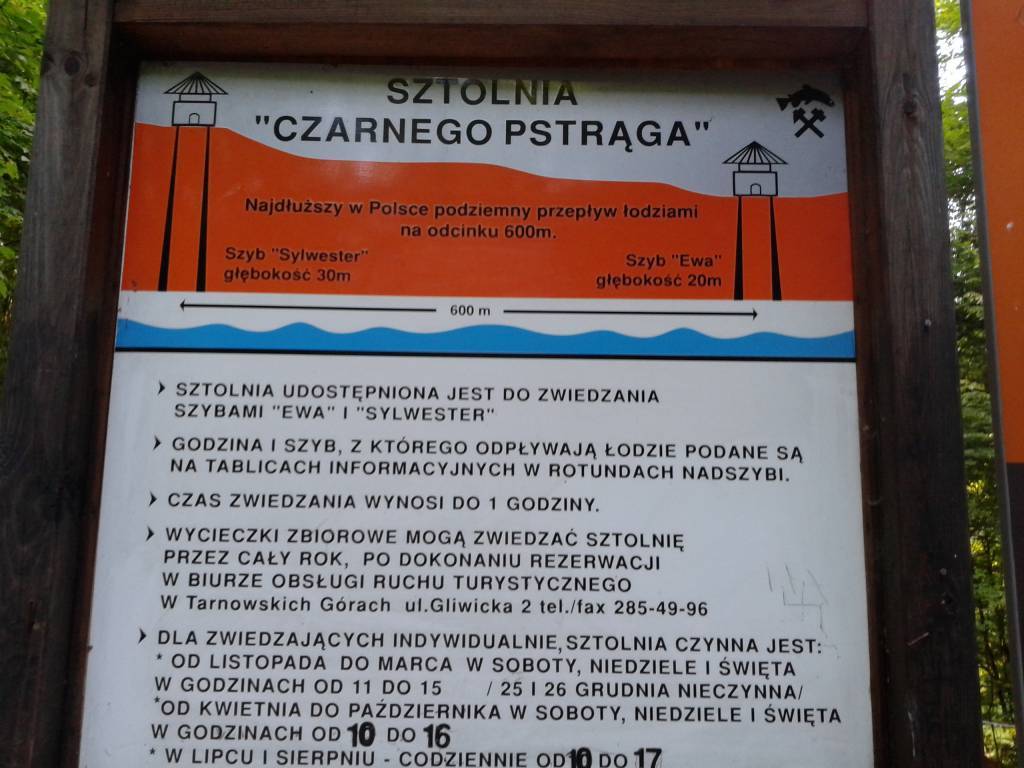 SZTOLNIA
"CZARNEGO PSTRĄGA"
Najdłuższy w Polsce podziemny przepływ łodziami
na odcinku 600m.
Szyb "Sylwester"
głębokość 30m
Szyb "Ewa"
głębokość 20m
600 m
SZTOLNIA UDOSTĘPNIONA JEST DO ZWIEDZANIA
SZYBAMI "EWA" I "SYLWESTER"
GODZINA I SZYB, Z KTÓREGO ODPŁYWAJĄ ŁODZIE PODANE SĄ
NA TABLICACH INFORMACYJNYCH W ROTUNDACH NADSZYBI.
CZAS ZWIEDZANIA WYNOSI DO 1 GODZINY.
WYCIECZKI ZBIOROWE MOGĄ ZWIEDZAĆ SZTOLNIĘ
PRZEZ CAŁY ROK, PO DOKONANIU REZERWACJI
W BIURZE OBSŁUGI RUCHU TURYSTYCZNEGO
W Tarnowskich Górach ul.Gliwicka 2 tel./fax 285-49-96
DLA ZWIEDZAJĄCYCH INDYWIDUALNIE, SZTOLNIA CZYNNA JEST:
* OD LISTOPADA DO MARCA W SOBOTY, NIEDZIELE I ŚWIĘTA
W GODZINACH OD 11 DO 15 / 25 I 26 GRUDNIA NIECZYNNA/
*OD KWIETNIA DO PAŹDZIERNIKA W SOBOTY, NIEDZIELE I ŚWIĘTA
W GODZINACH OD 10 DO 16
* W LIPCU I SIERPNIU - CODZIENNIE OD 10 DO 17